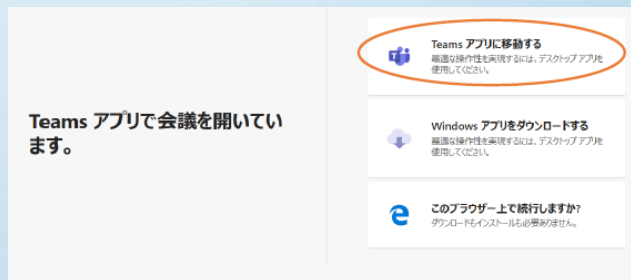 Teams アプリで会議を開いてい
ます。
Teams アプリに移動する
最適な操作性を実現するには、デスクトップ アプリを
使用してください。
Windows アプリをダウンロードする
最適な操作性を実現するには、デスクトップ アプリを
使用してください。
このブラウザー上で続行しますか?
ダウンロードもインストールも必要ありません。